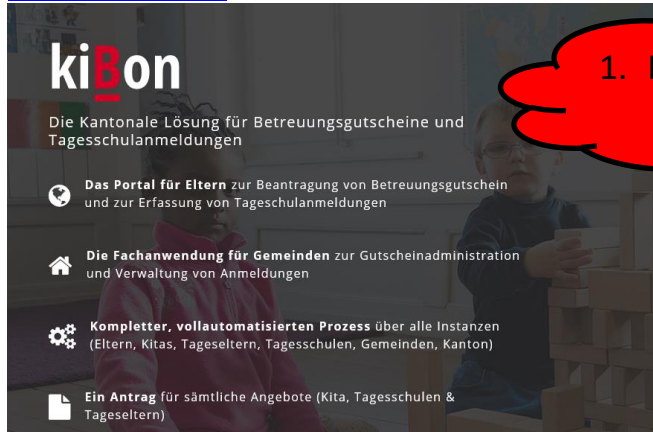 kiBon
Die Kantonale Lösung für Betreuungsgutscheine und
Tagesschulanmeldungen
Das Portal für Eltern zur Beantragung von Betreuungsgutschein
und zur Erfassung von Tageschulanmeldungen
Die Fachanwendung für Gemeinden zur Gutscheinadministration
und Verwaltung von Anmeldungen
Kompletter, vollautomatisierten Prozess über alle Instanzen
(Eltern, Kitas, Tageseltern, Tagesschulen, Gemeinden, Kanton)
Ein Antrag für sämtliche Angebote (Kita, Tagesschulen &
Tageseltern)
1.